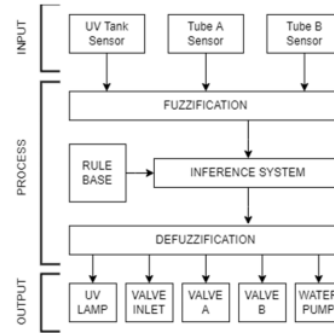 INPUT
UV Tank
Sensor
Tube A
Sensor
Tube B
Sensor
PROCESS
FUZZIFICATION
RULE
BASE
INFERENCE SYSTEM
DEFUZZIFICATION
OUTPUT
UV
LAMP
VALVE
INLET
VALVE
A
VALVE
B
WATER
PUMP